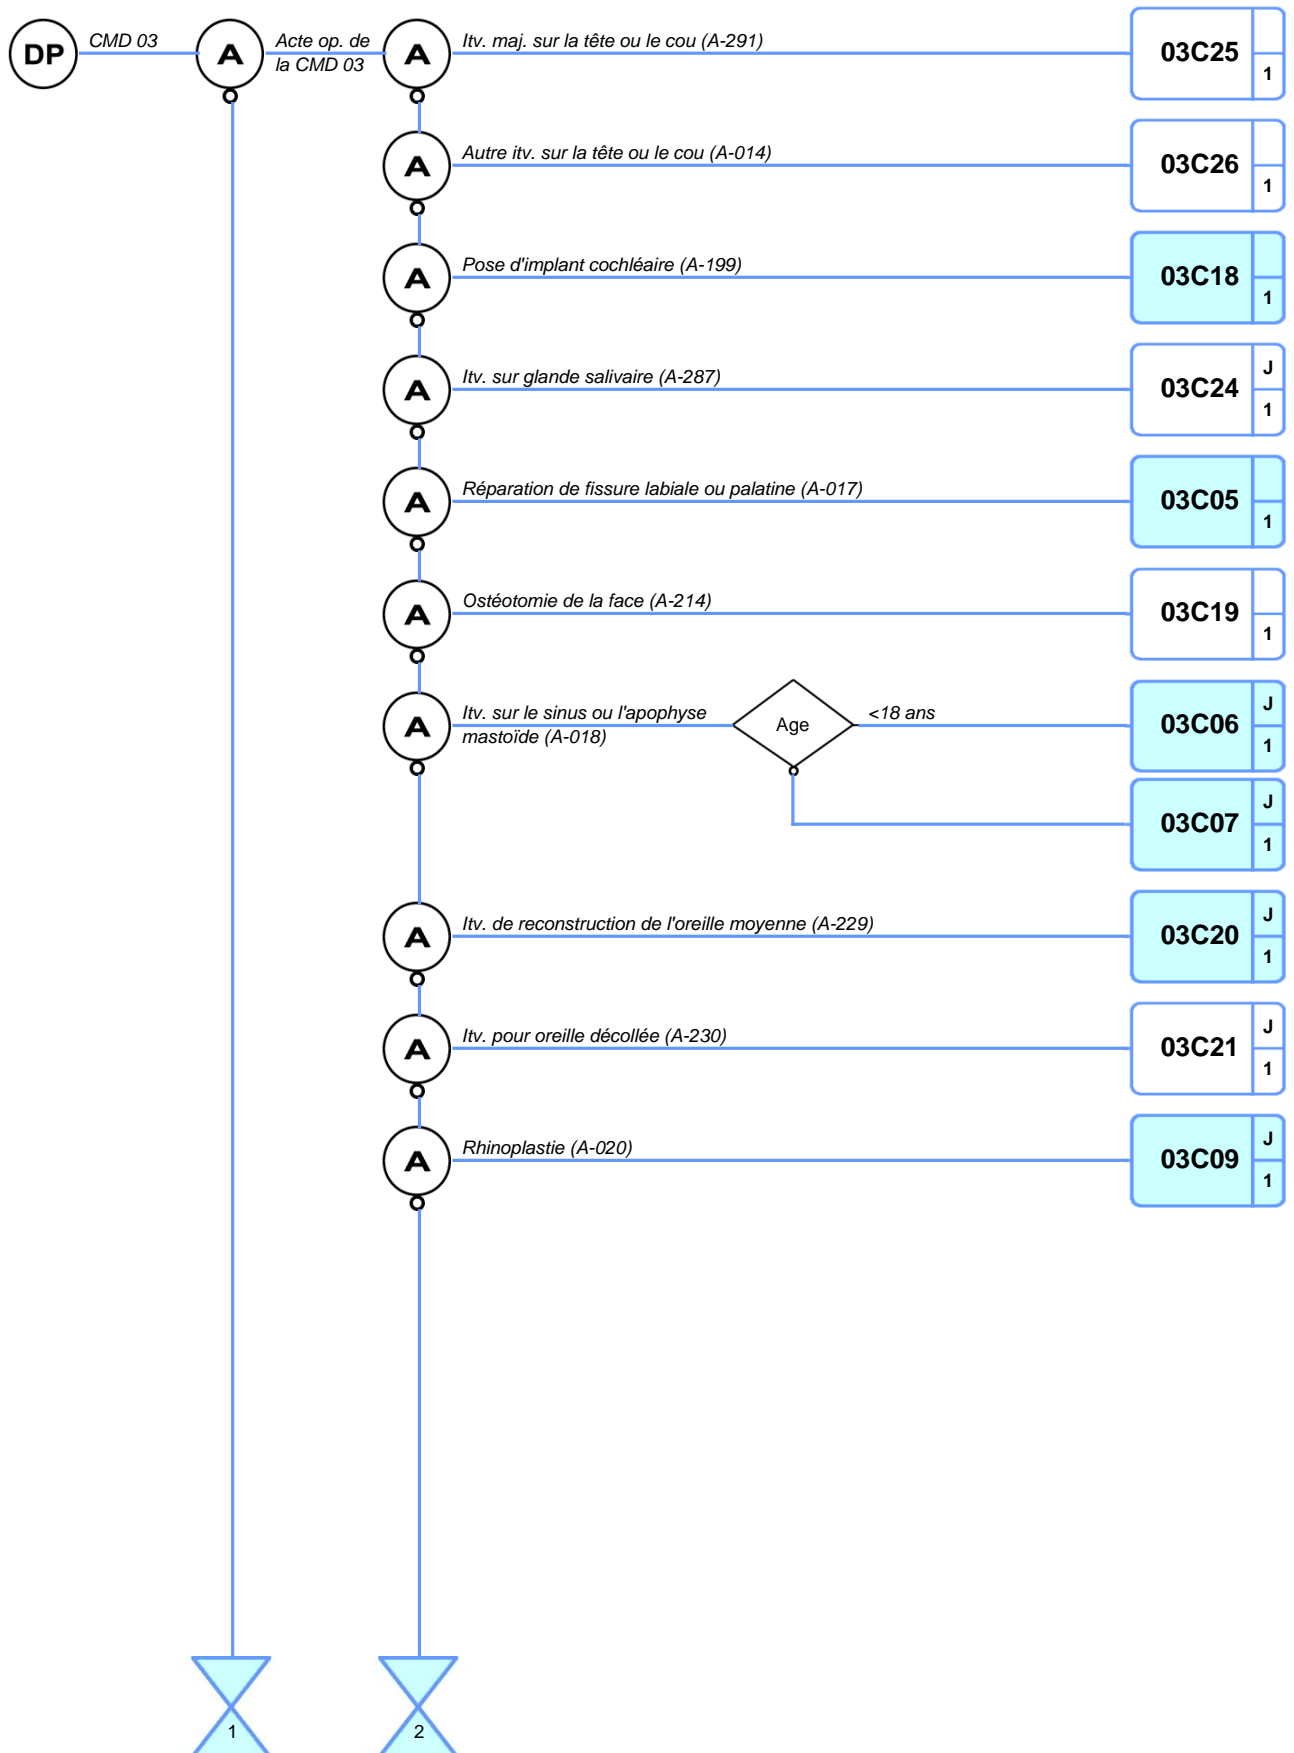 DP
CMD 03
A
Acte op. de
la CMD 03
A
Itv. maj. sur la tête ou le cou (A-291)
03C25
1
A
Autre itv. sur la tête ou le cou (A-014)
03C26
1
A
Pose d'implant cochléaire (A-199)
03C18
1
A
Itv. sur glande salivaire (A-287)
03C24
J
1
A
Réparation de fissure labiale ou palatine (A-017)
03C05
1
A
Ostéotomie de la face (A-214)
03C19
1
A
Itv. sur le sinus ou l'apophyse
mastoïde (A-018)
Age
<18 ans
03C06
J
1
03C07
J
1
A
Itv. de reconstruction de l'oreille moyenne (A-229)
03C20
J
1
A
Itv. pour oreille décollée (A-230)
03C21
J
1
A
Rhinoplastie (A-020)
03C09
J
1
1
2